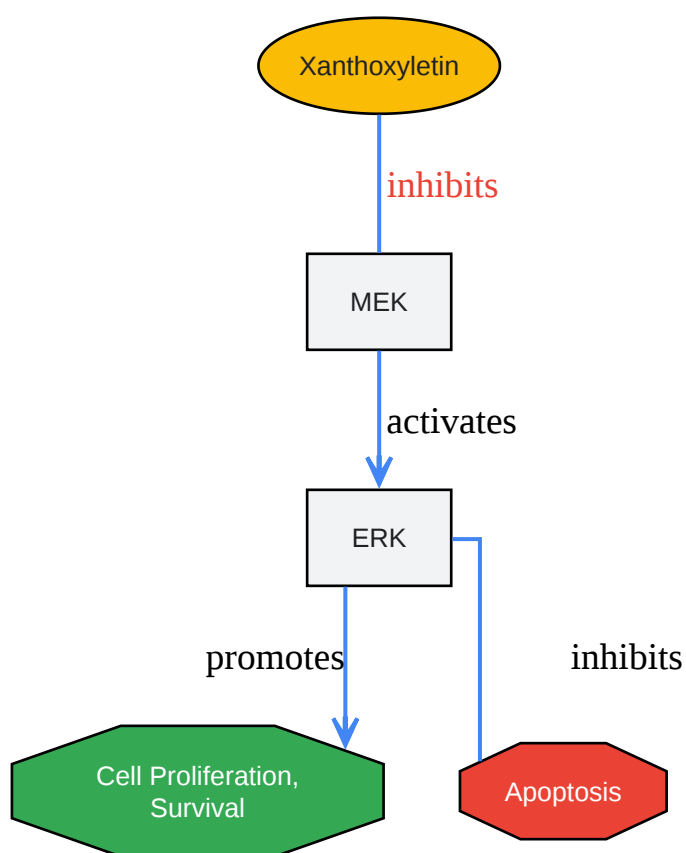 Xanthoxyletin
inhibits
MEK
activates
ERK
promotes
inhibits
Cell Proliferation,
Survival
Apoptosis